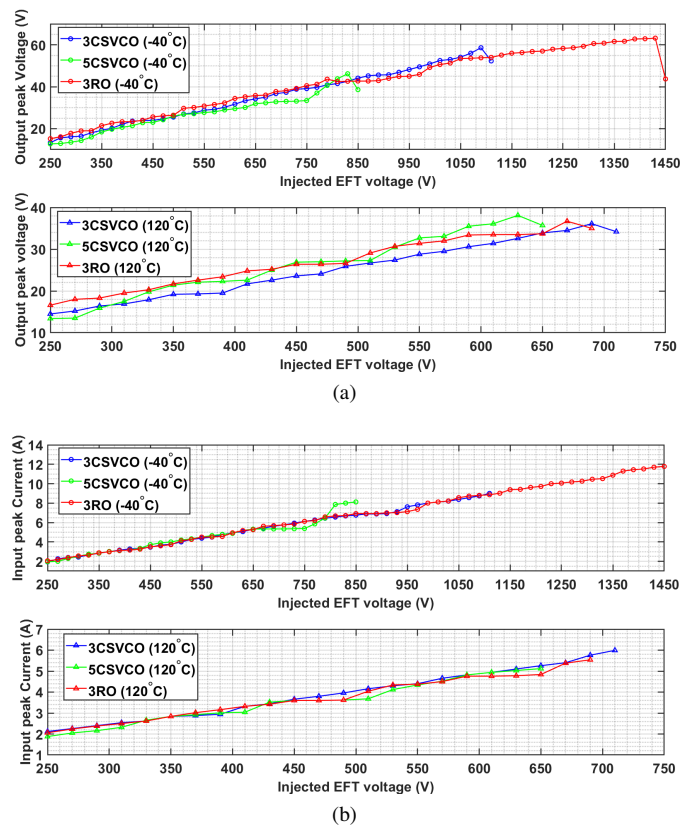 Output peak Voltage (V)
60
40
20
3CSVCO (-40°C)
5CSVCO (-40°C)
3RO (-40°C)
250 350 450 550 650 750 850 950 1050 1150 1250 1350 1450
Injected EFT voltage (V)
Output peak voltage (V)
40
30
20
10
3CSVCO (120°C)
5CSVCO (120°C)
3RO (120°C)
250 300 350 400 450 500 550 600 650 700 750
Injected EFT voltage (V)
(a)
Input peak Current (A)
14
12
10
8
6
4
2
3CSVCO (-40°C)
5CSVCO (-40°C)
3RO (-40°C)
250 350 450 550 650 750 850 950 1050 1150 1250 1350 1450
Injected EFT voltage (V)
Input peak Current (A)
7
6
5
4
3
2
1
3CSVCO (120°C)
5CSVCO (120°C)
3RO (120°C)
250 300 350 400 450 500 550 600 650 700 750
Injected EFT voltage (V)
(b)